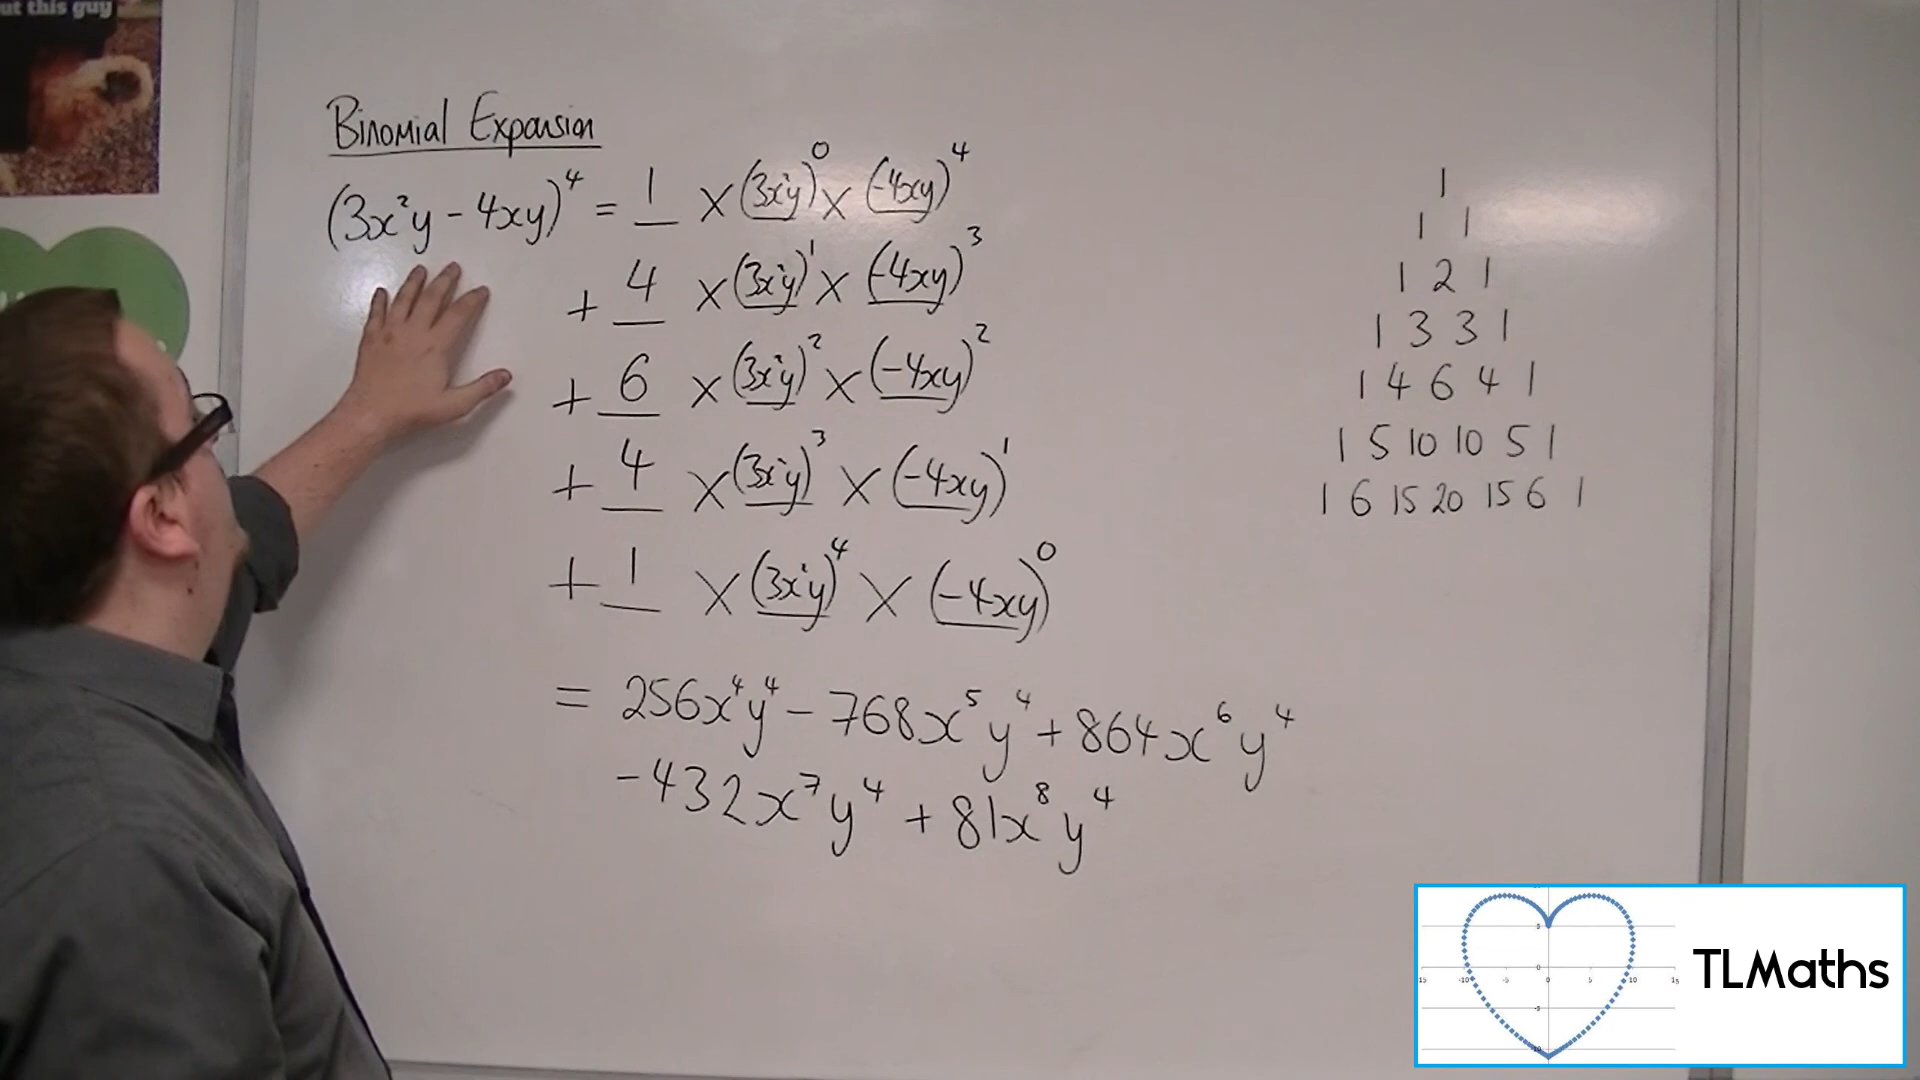 ut this guy
Binomial Expansion
(3x²y - 4xy)⁴ = 1 × (3x²y)⁰ × (-4xy)⁴
+ 4 × (3x²y)¹ × (-4xy)³
+ 6 × (3x²y)² × (-4xy)²
+ 4 × (3x²y)³ × (-4xy)¹
+ 1 × (3x²y)⁴ × (-4xy)⁰
= 256x⁴y⁴ - 768x⁵y⁴ + 864x⁶y⁴
- 432x⁷y⁴ + 81x⁸y⁴
1
1 1
1 2 1
1 3 3 1
1 4 6 4 1
1 5 10 10 5 1
1 6 15 20 15 6 1
TLMaths